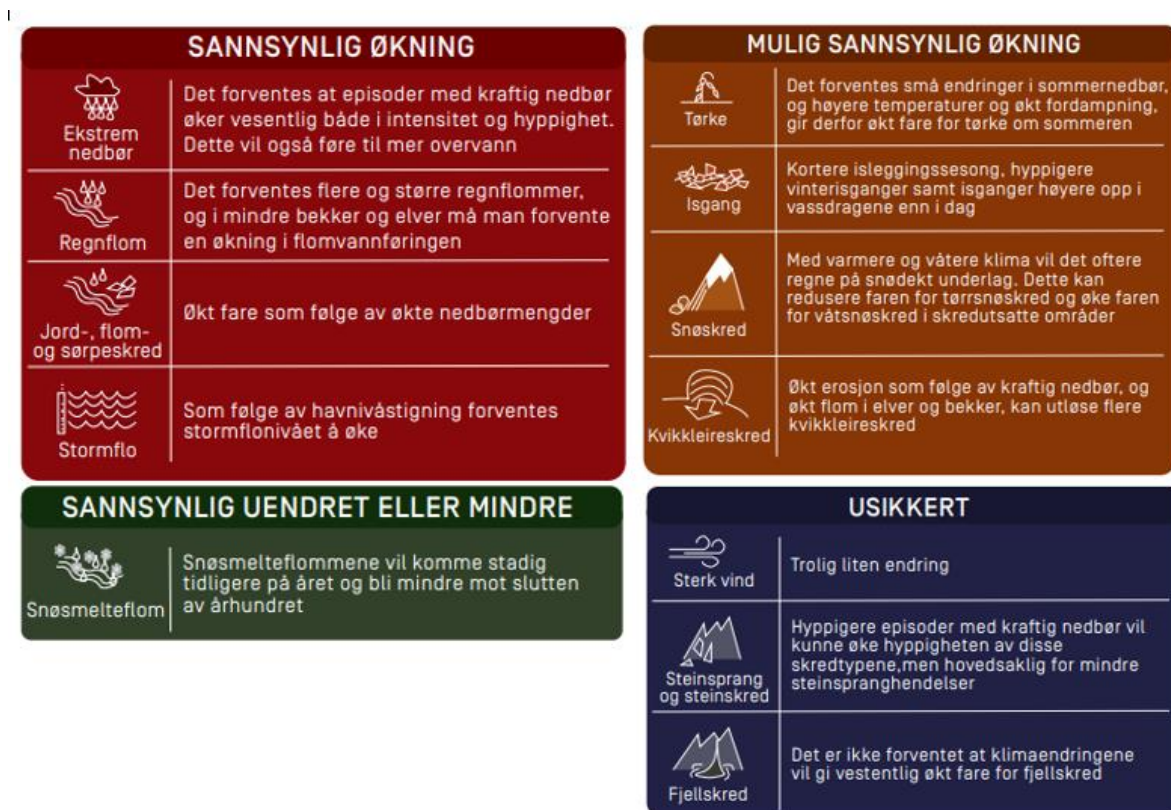 SANNSYNLIG ØKNING
Ekstrem
nedbør
Det forventes at episoder med kraftig nedbør
øker vesentlig både i intensitet og hyppighet.
Dette vil også føre til mer overvann
Regnflom
Det forventes flere og større regnflommer,
og i mindre bekker og elver må man forvente
en økning i flomvannføringen
Jord-, flom-
og sørpeskred
Økt fare som følge av økte nedbørmengder
Stormflo
Som følge av havnivåstigning forventes
stormflonivået å øke
MULIG SANNSYNLIG ØKNING
Tørke
Det forventes små endringer i sommernedbør,
og høyere temperaturer og økt fordampning,
gir derfor økt fare for tørke om sommeren
Isgang
Kortere isleggingssesong, hyppigere
vinterisganger samt isganger høyere opp i
vassdragene enn i dag
Snøskred
Med varmere og våtere klima vil det oftere
regne på snødekt underlag. Dette kan
redusere faren for tørrsnøskred og øke faren
for våtsnøskred i skredutsatte områder
Kvikkleireskred
Økt erosjon som følge av kraftig nedbør, og
økt flom i elver og bekker, kan utløse flere
kvikkleireskred
SANNSYNLIG UENDRET ELLER MINDRE
Snøsmelteflom
Snøsmelteflommene vil komme stadig
tidligere på året og bli mindre mot slutten
av århundret
USIKKERT
Sterk vind
Trolig liten endring
Steinsprang
og steinskred
Hyppigere episoder med kraftig nedbør vil
kunne øke hyppigheten av disse
skredtypene,men hovedsaklig for mindre
steinspranghendelser
Fjellskred
Det er ikke forventet at klimaendringene
vil gi vestentlig økt fare for fjellskred